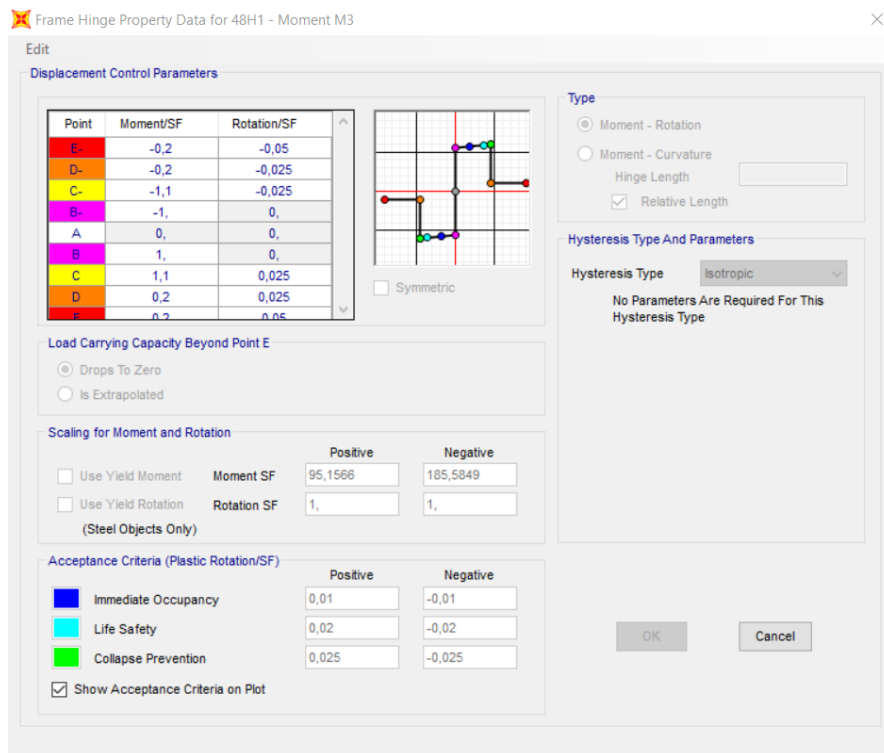 Frame Hinge Property Data for 48H1 - Moment M3
Edit
Displacement Control Parameters
Point Moment/SF Rotation/SF
E- -0,2 -0,05
D- -0,2 -0,025
C- -1,1 -0,025
B- -1, 0,
A 0, 0,
B 1, 0,
C 1,1 0,025
D 0,2 0,025
E 0,2 0,05
Symmetric
Type
Moment - Rotation
Moment - Curvature
Hinge Length
Relative Length
Hysteresis Type And Parameters
Hysteresis Type Isotropic
No Parameters Are Required For This
Hysteresis Type
Load Carrying Capacity Beyond Point E
Drops To Zero
Is Extrapolated
Scaling for Moment and Rotation
Positive Negative
Use Yield Moment Moment SF 95,1566 185,5849
Use Yield Rotation Rotation SF 1, 1,
(Steel Objects Only)
Acceptance Criteria (Plastic Rotation/SF)
Positive Negative
Immediate Occupancy 0,01 -0,01
Life Safety 0,02 -0,02
Collapse Prevention 0,025 -0,025
Show Acceptance Criteria on Plot
OK Cancel